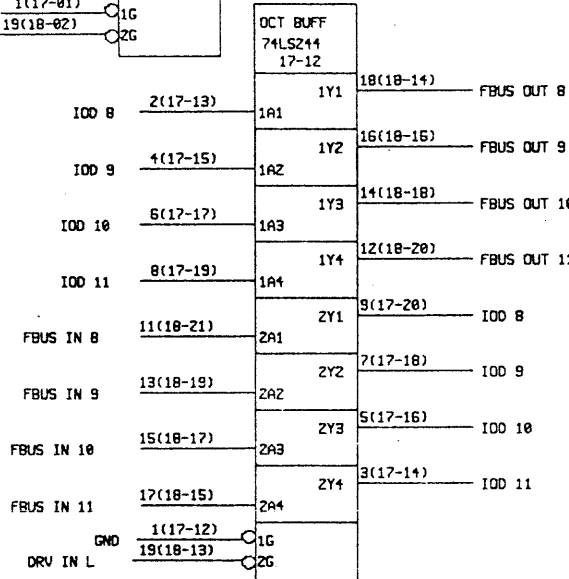 1(17-01)
1G
19(18-02)
2G
OCT BUFF
74LS244
17-12
1Y1 18(18-14) FBUS OUT 8
IOD 8 2(17-13) 1A1
1Y2 16(18-16) FBUS OUT 9
IOD 9 4(17-15) 1A2
1Y3 14(18-18) FBUS OUT 10
IOD 10 6(17-17) 1A3
1Y4 12(18-20) FBUS OUT
IOD 11 8(17-19) 1A4
2Y1 9(17-20) IOD 8
FBUS IN 8 11(18-21) 2A1
2Y2 7(17-18) IOD 9
FBUS IN 9 13(18-19) 2A2
2Y3 5(17-16) IOD 10
FBUS IN 10 15(18-17) 2A3
2Y4 3(17-14) IOD 11
FBUS IN 11 17(18-15) 2A4
GND 1(17-12) 1G
DRV IN L 19(18-13) 2G